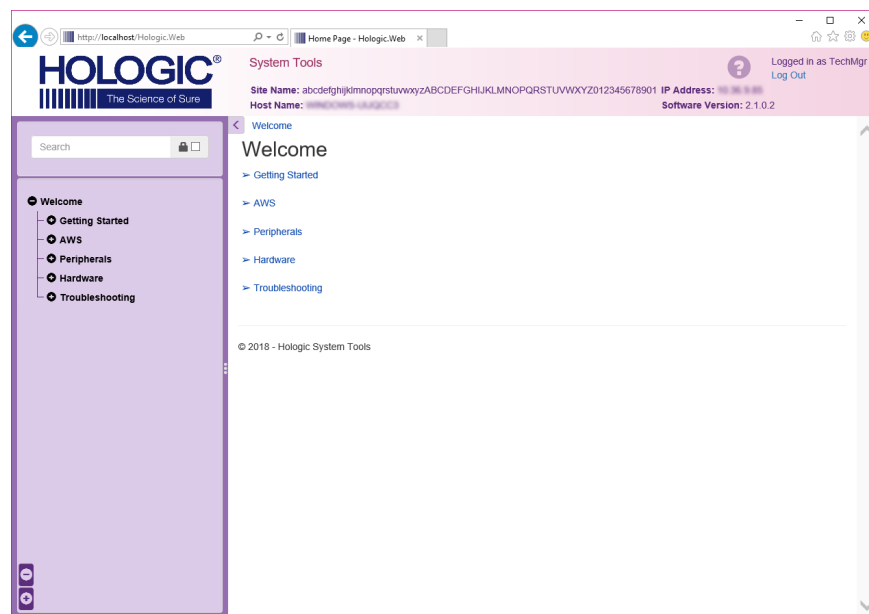 http://localhost/Hologic.Web
Home Page - Hologic.Web
HOLOGIC®
The Science of Sure
System Tools
Logged in as TechMgr
Log Out
Site Name: abcdefghijklmnopqrstuvwxyzABCDEFGHIJKLMNOPQRSTUVWXYZ012345678901 IP Address:
Host Name: Software Version: 2.1.0.2
Search
Welcome
Getting Started
AWS
Peripherals
Hardware
Troubleshooting
Welcome
Welcome
➢ Getting Started
➢ AWS
➢ Peripherals
➢ Hardware
➢ Troubleshooting
© 2018 - Hologic System Tools